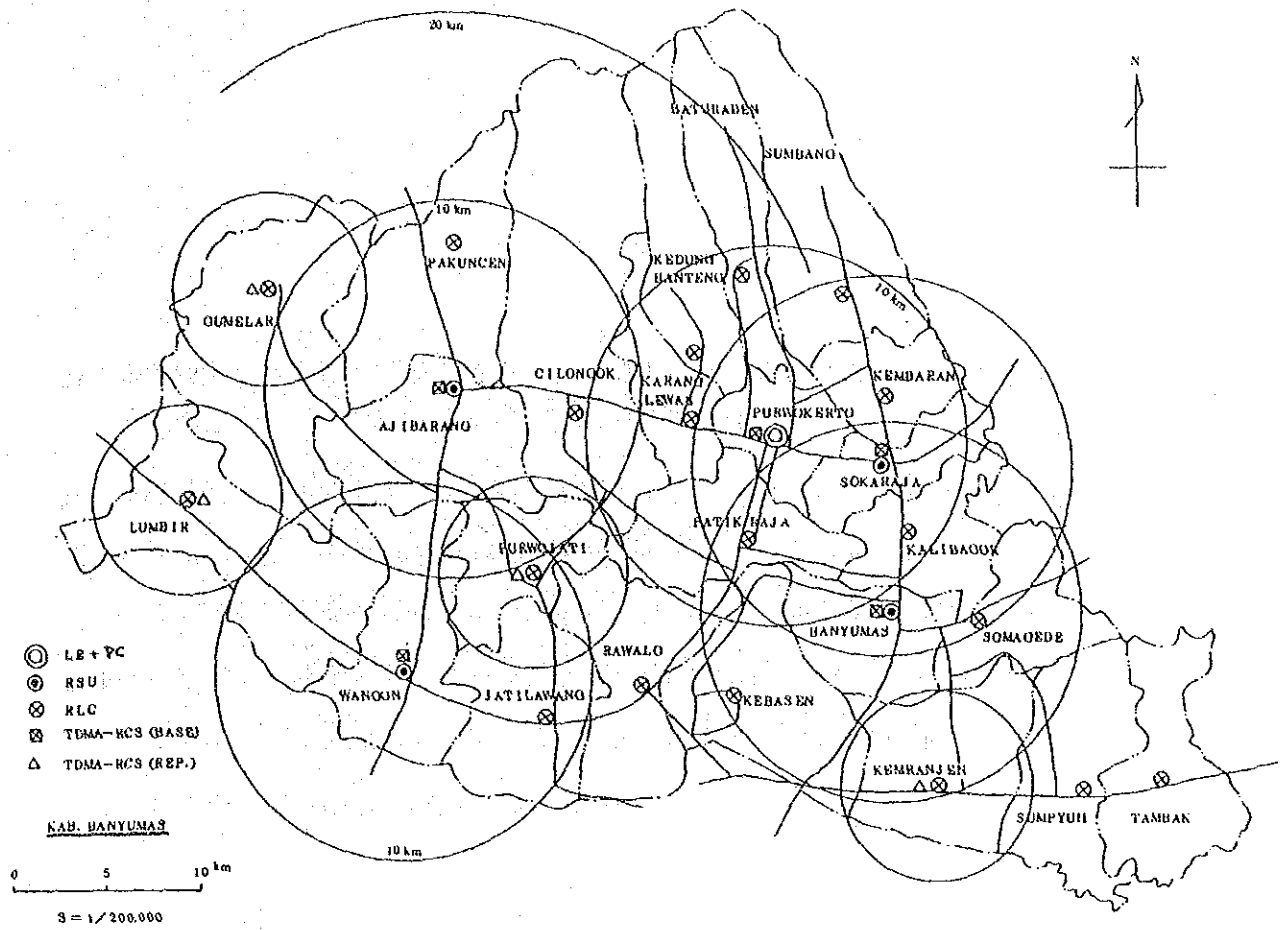 20 km
N
BATURADEN
SUMBANG
10 km
PAKUNCEN
KEDUNG
BANTENG
10 km
GUMELAR
CILONGOK
KARANG
LEWAS
KEMBARAN
PURWOKERTO
AJIBARANG
SOKARAJA
LUMBIR
PATIKRAJA
KALIBAGOR
PURWOJATI
BANYUMAS
SOMAGEDE
RAWALO
LE + PC
RSU
WANGON
JATILAWANG
KEBASEN
RLC
TDMA-RCS (BASE)
TDMA-RCS (REP.)
KEMRANJEN
SUMPYUH
TAMBAK
KAB. BANYUMAS
10 km
0 5 10 km
S = 1/200.000